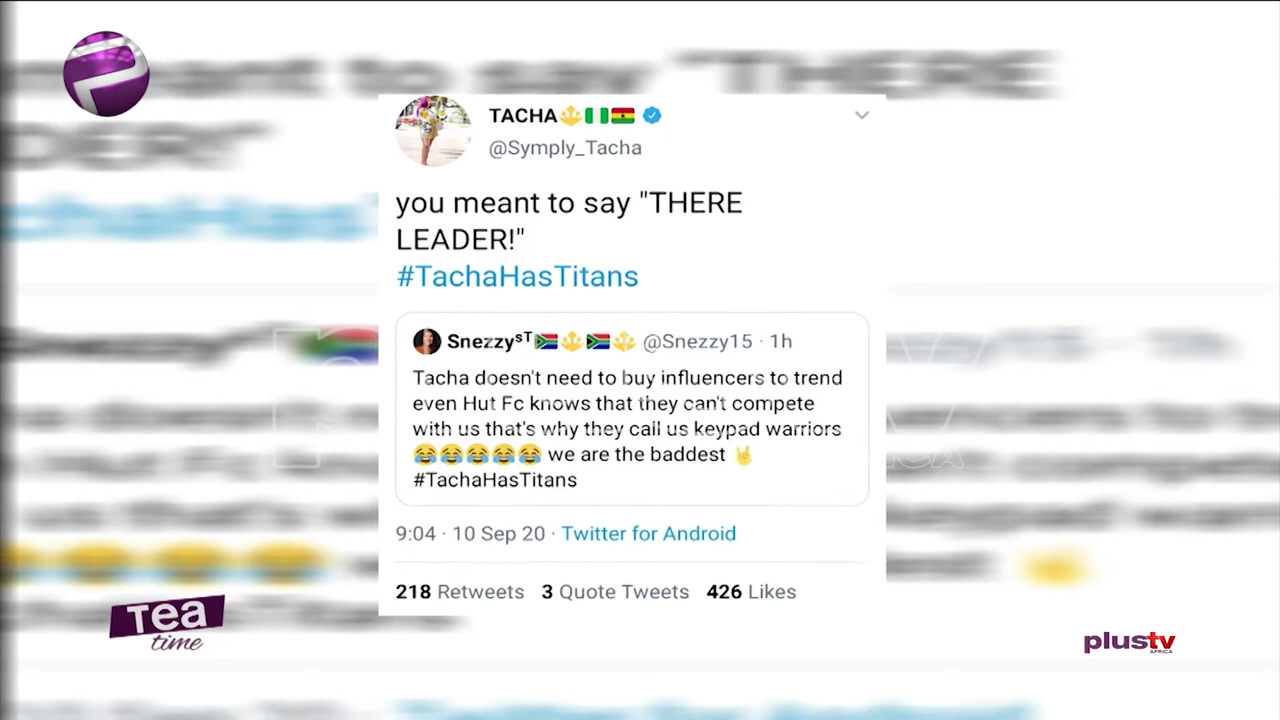 TACHA
@Symply_Tacha
you meant to say "THERE
LEADER!"
#TachaHasTitans
Snezzyˢᵀ @Snezzy15 · 1h
Tacha doesn't need to buy influencers to trend
even Hut Fc knows that they can't compete
with us that's why they call us keypad warriors
😂😂😂😂😂 we are the baddest 🤘
#TachaHasTitans
9:04 · 10 Sep 20 · Twitter for Android
218 Retweets 3 Quote Tweets 426 Likes
Tea
time
plustv
AFRICA